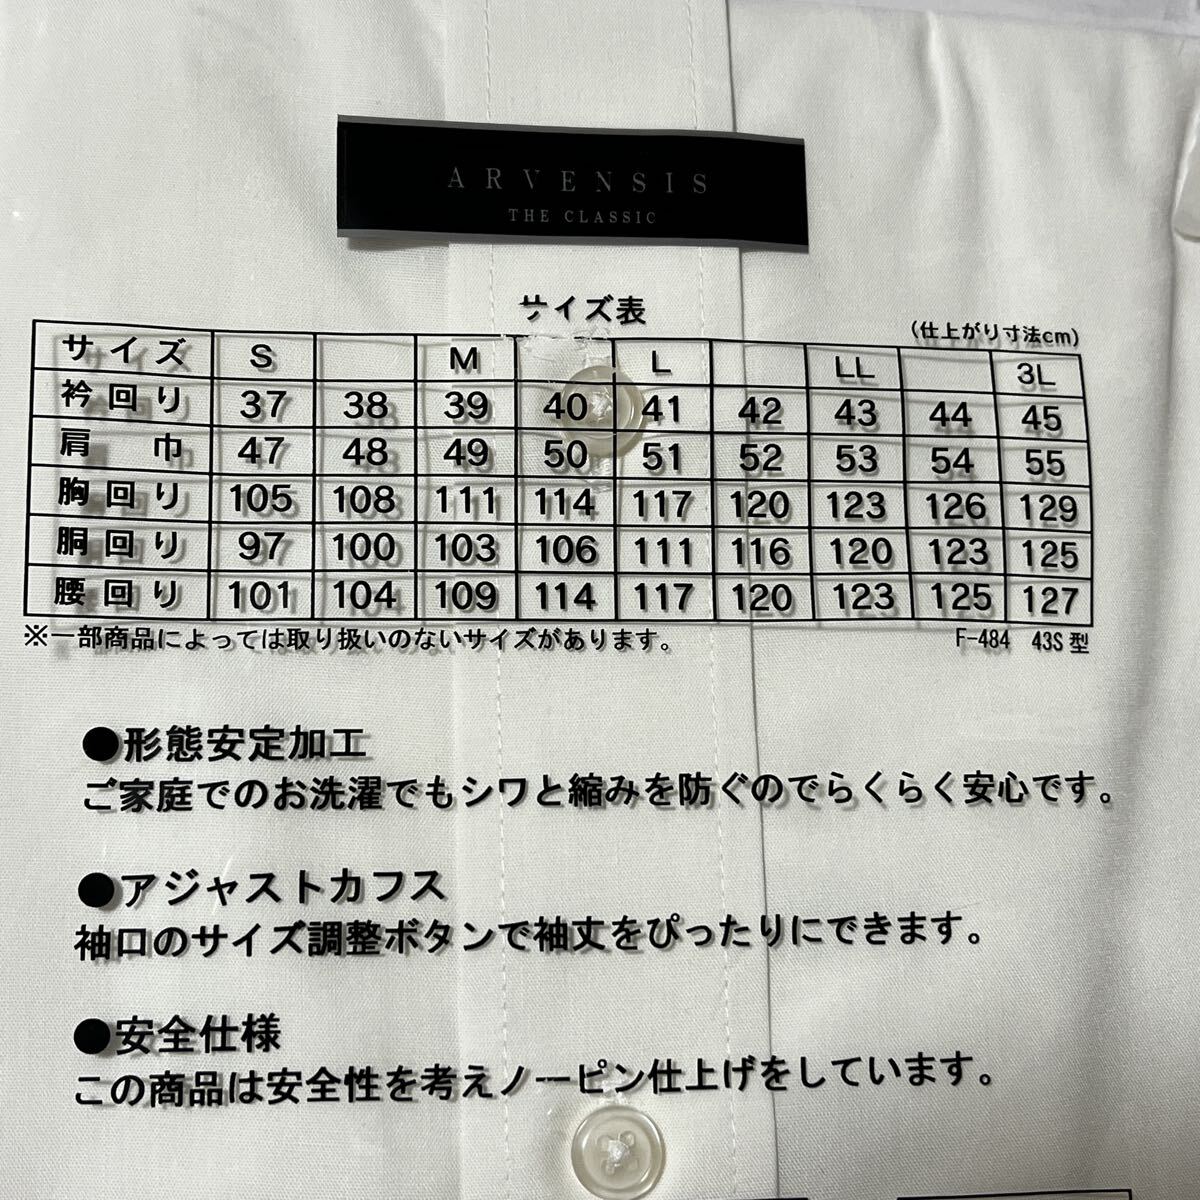 ARVENSIS
THE CLASSIC
サイズ表
(仕上がり寸法cm)
サイズ S M L LL 3L
衿回り 37 38 39 40 41 42 43 44 45
肩巾 47 48 49 50 51 52 53 54 55
胸回り 105 108 111 114 117 120 123 126 129
胴回り 97 100 103 106 111 116 120 123 125
腰回り 101 104 109 114 117 120 123 125 127
※一部商品によっては取り扱いのないサイズがあります。 F-484 43S型
●形態安定加工
ご家庭でのお洗濯でもシワと縮みを防ぐのでらくらく安心です。
●アジャストカフス
袖口のサイズ調整ボタンで袖丈をぴったりにできます。
●安全仕様
この商品は安全性を考えノーピン仕上げをしています。